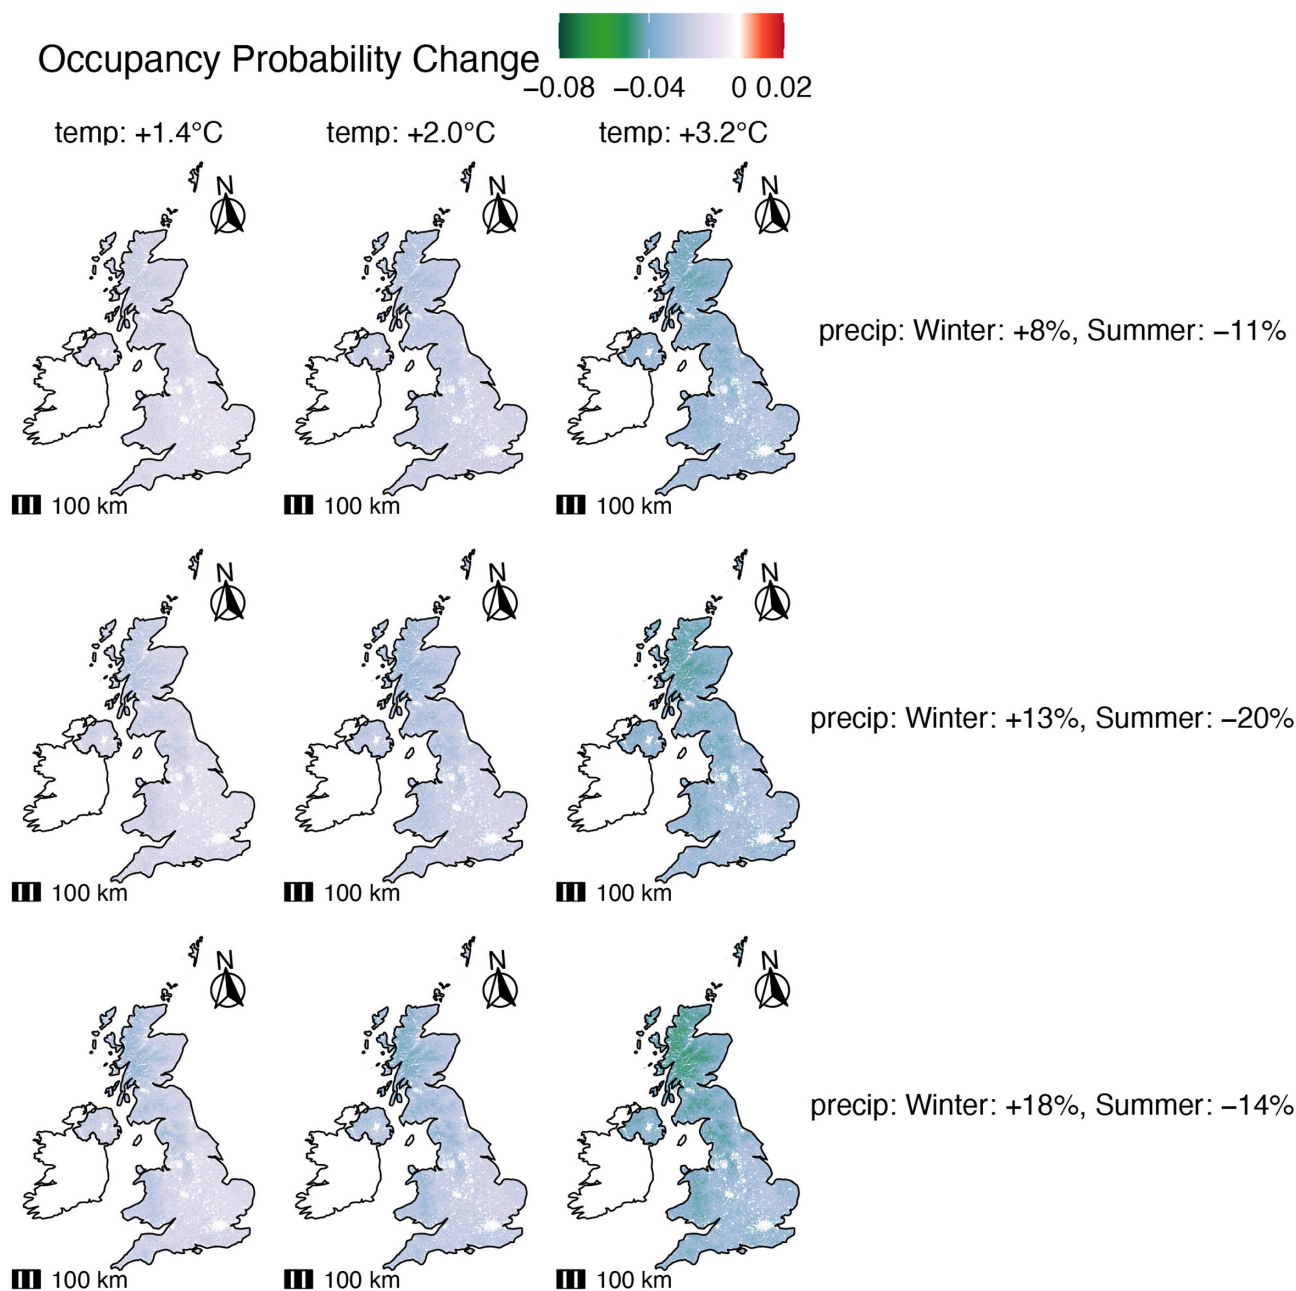 Occupancy Probability Change
−0.08 −0.04 0 0.02
temp: +1.4°C temp: +2.0°C temp: +3.2°C
N N N
precip: Winter: +8%, Summer: −11%
100 km 100 km 100 km
N N N
precip: Winter: +13%, Summer: −20%
100 km 100 km 100 km
N N N
precip: Winter: +18%, Summer: −14%
100 km 100 km 100 km